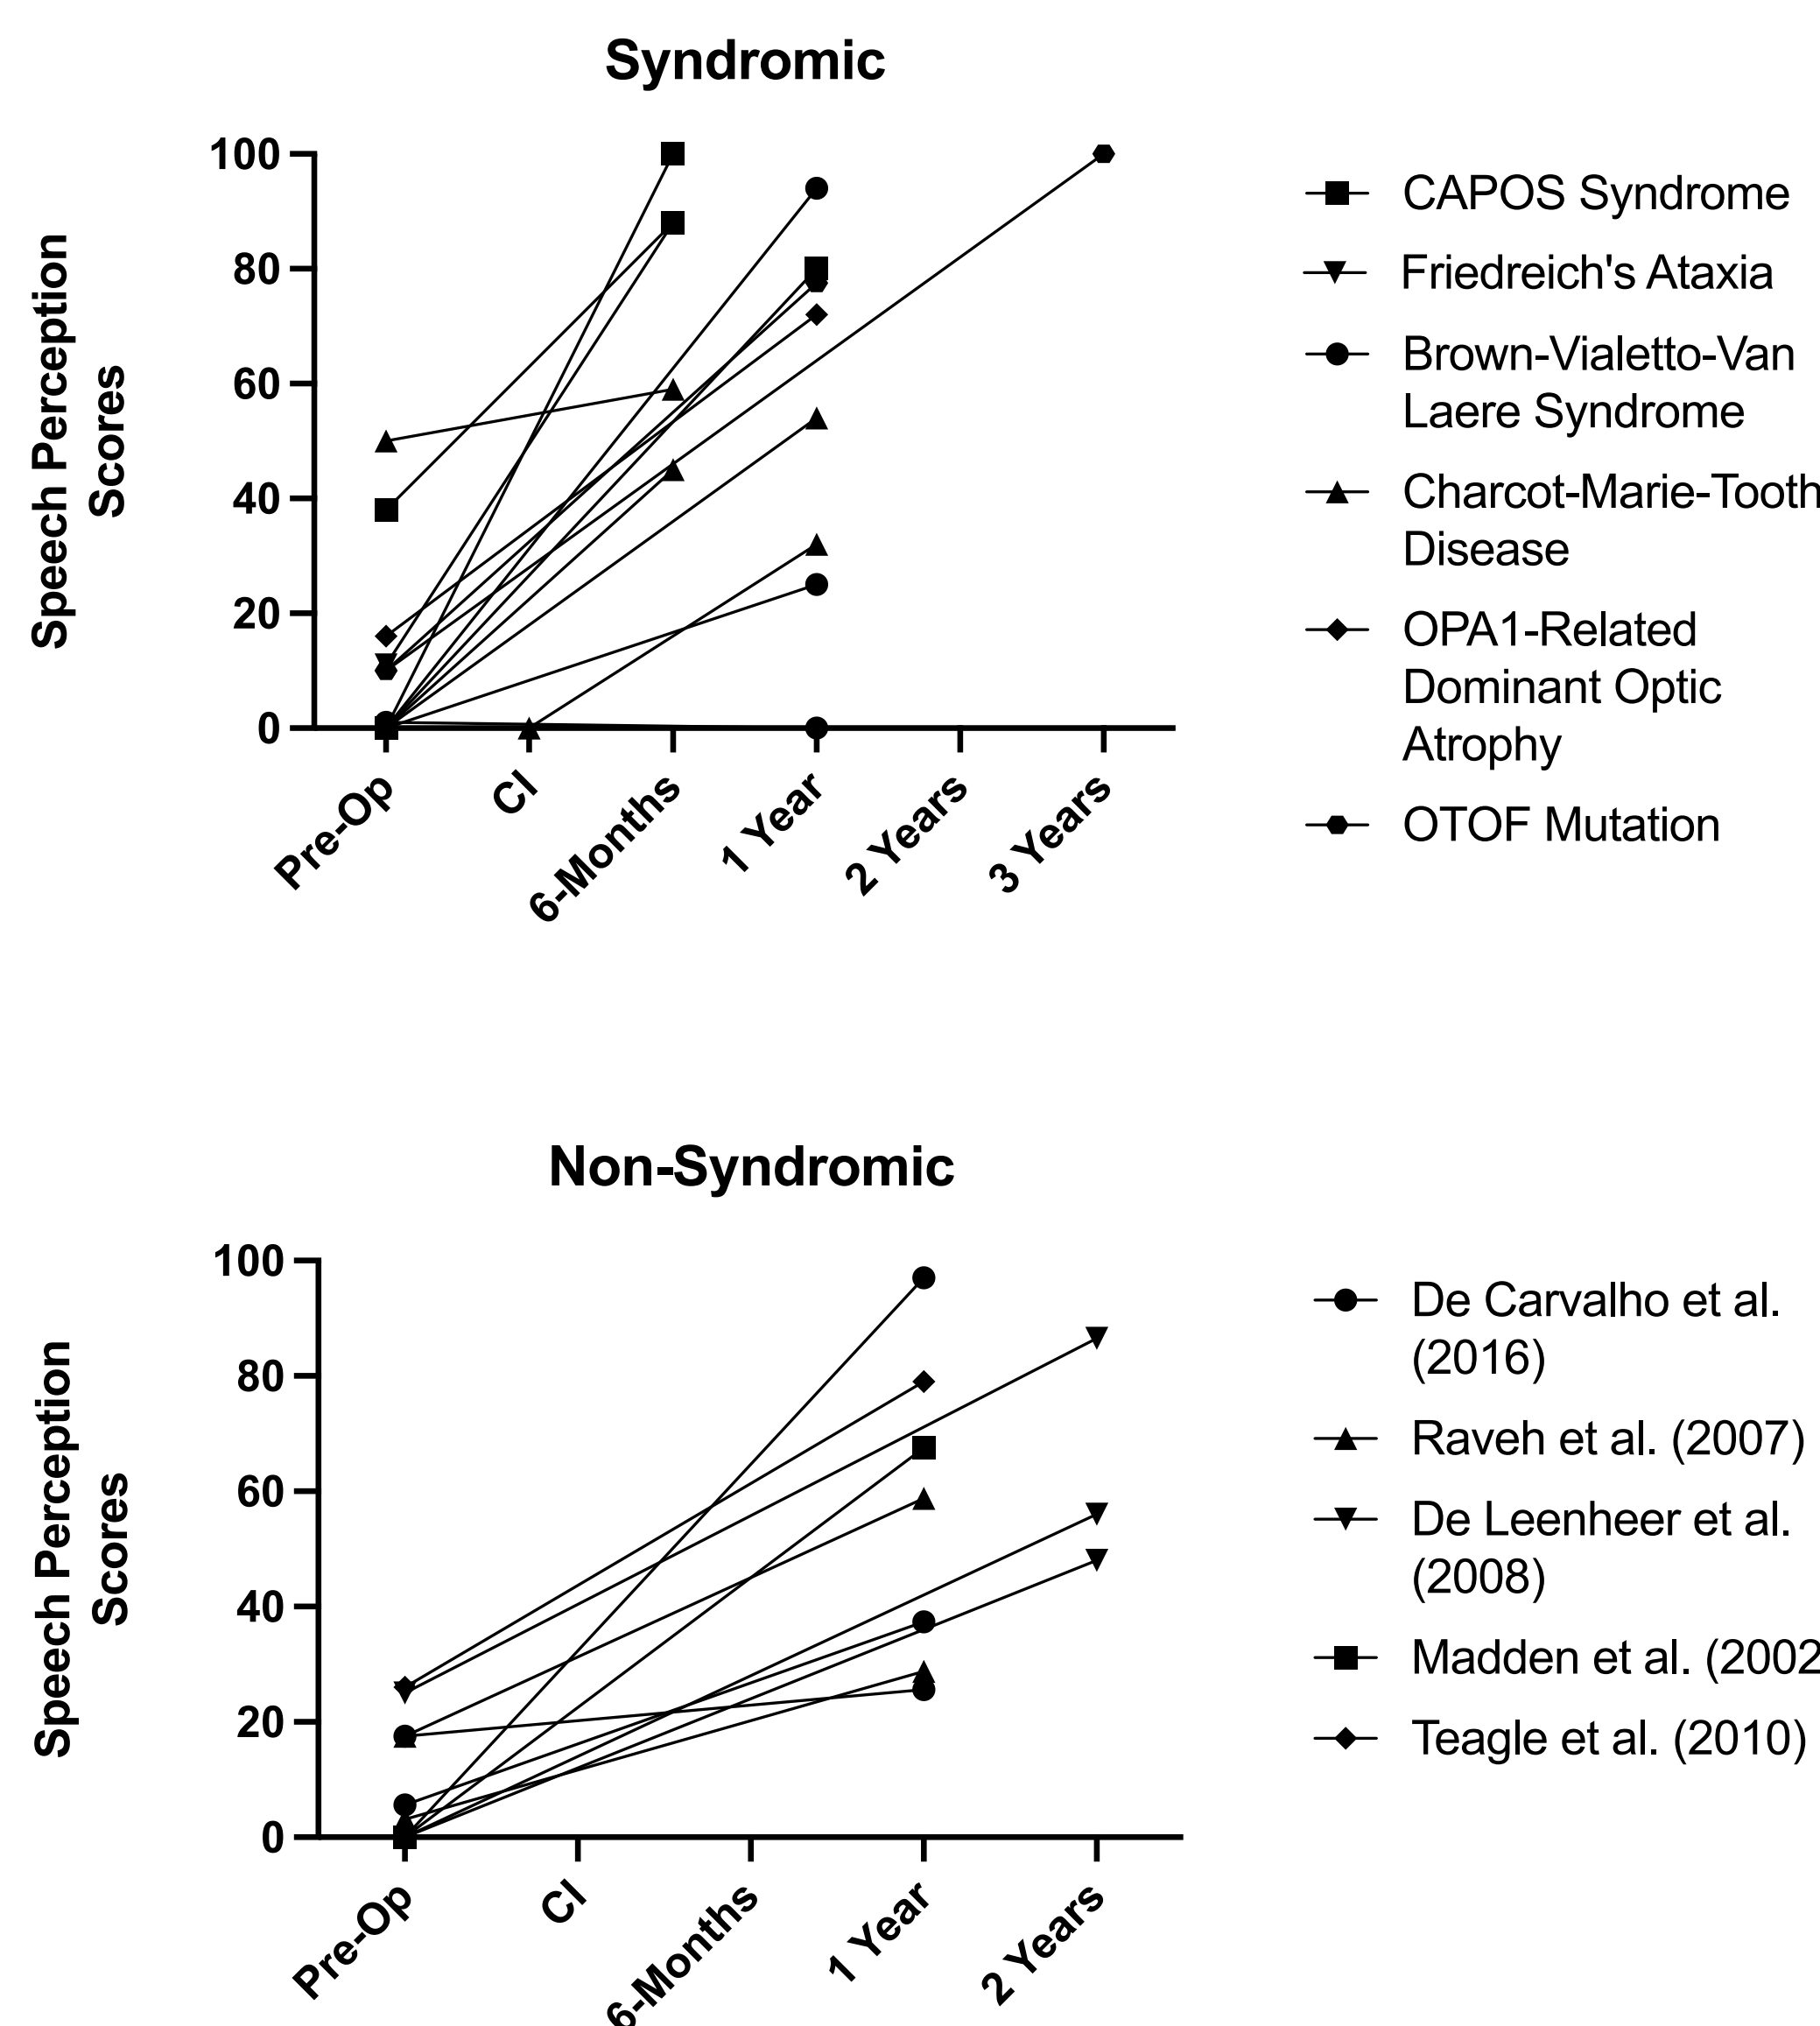 Syndromic
Speech Perception
Scores
100
80
60
40
20
0
Pre-Op
CI
6-Months
1 Year
2 Years
3 Years
CAPOS Syndrome
Friedreich's Ataxia
Brown-Vialetto-Van
Laere Syndrome
Charcot-Marie-Tooth
Disease
OPA1-Related
Dominant Optic
Atrophy
OTOF Mutation
Non-Syndromic
Speech Perception
Scores
100
80
60
40
20
0
Pre-Op
CI
6-Months
1 Year
2 Years
De Carvalho et al.
(2016)
Raveh et al. (2007)
De Leenheer et al.
(2008)
Madden et al. (2002
Teagle et al. (2010)